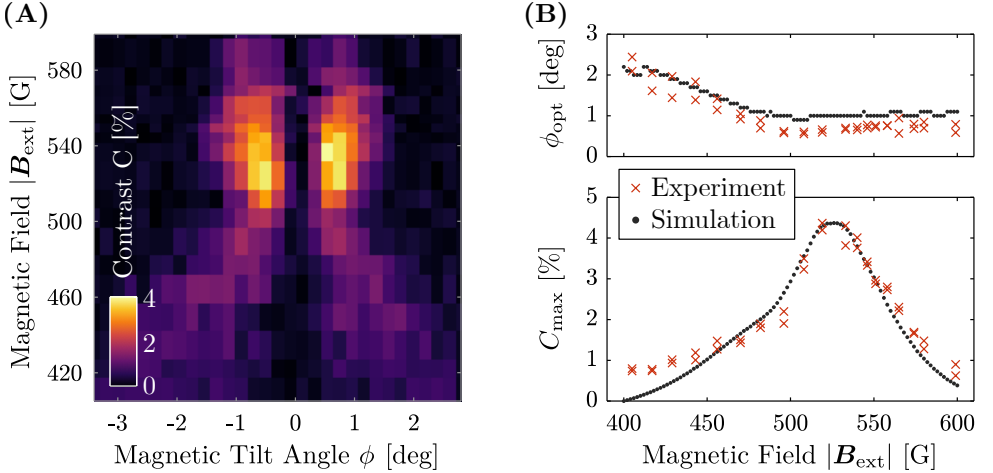 (A)
Magnetic Field |B_ext| [G]
580
540
500
460
420
Contrast C [%]
4
2
0
-3
-2
-1
0
1
2
Magnetic Tilt Angle ϕ [deg]
(B)
ϕ_opt [deg]
3
2
1
0
× Experiment
• Simulation
C_max [%]
5
4
3
2
1
0
400
450
500
550
600
Magnetic Field |B_ext| [G]